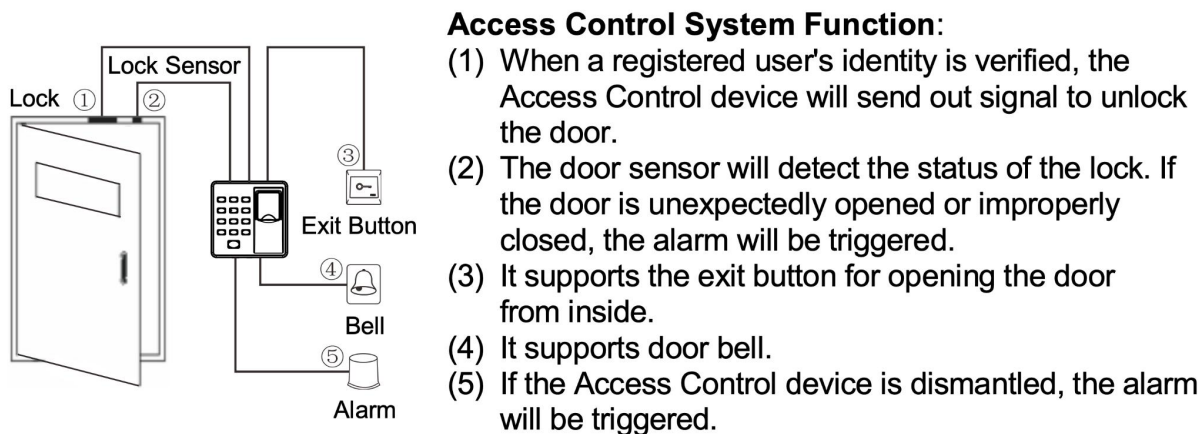 Lock Sensor
Lock ① ②
③
Exit Button
④
Bell
⑤
Alarm
Access Control System Function:
(1) When a registered user's identity is verified, the
Access Control device will send out signal to unlock
the door.
(2) The door sensor will detect the status of the lock. If
the door is unexpectedly opened or improperly
closed, the alarm will be triggered.
(3) It supports the exit button for opening the door
from inside.
(4) It supports door bell.
(5) If the Access Control device is dismantled, the alarm
will be triggered.